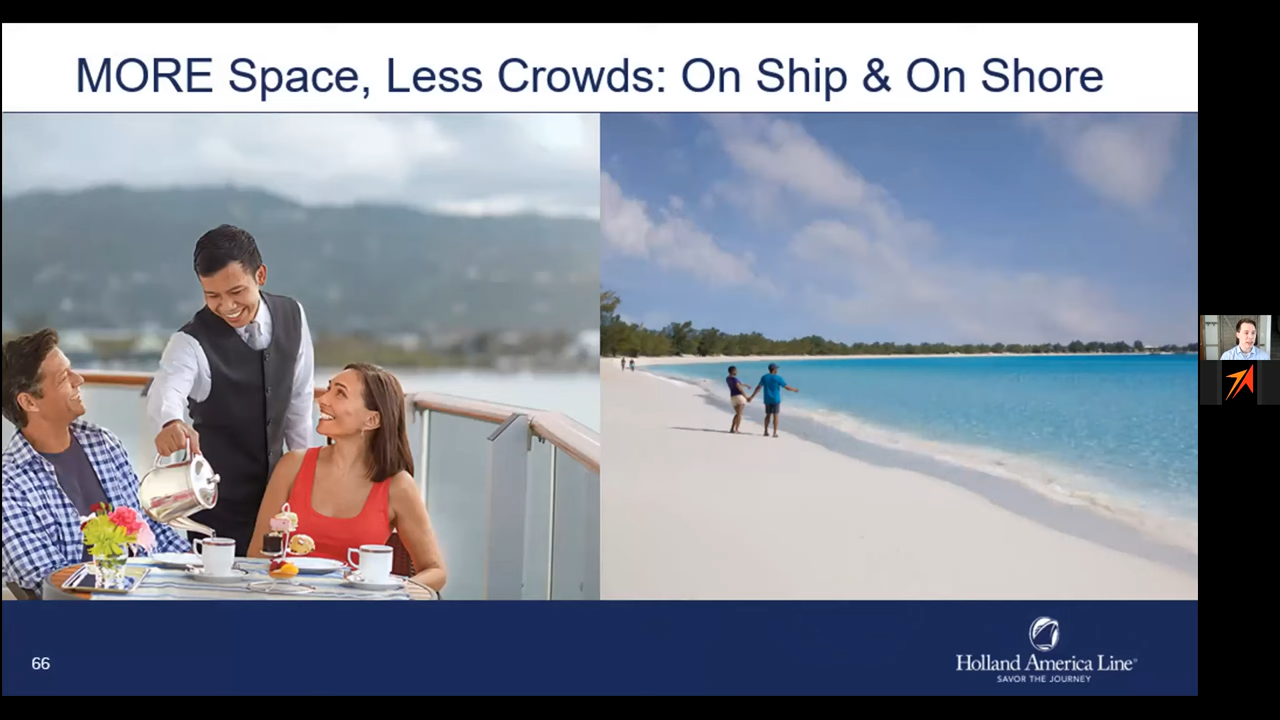 MORE Space, Less Crowds: On Ship & On Shore
66
Holland America Line®
SAVOR THE JOURNEY